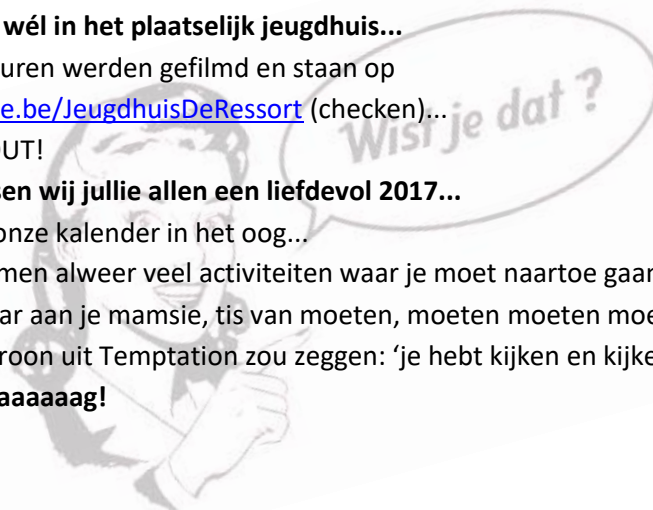 wél in het plaatselijk jeugdhuis...
uren werden gefilmd en staan op
e.be/JeugdhuisDeRessort (checken)...
Wist je dat ?
OUT!
sen wij jullie allen een liefdevol 2017...
onze kalender in het oog...
men alweer veel activiteiten waar je moet naartoe gaan
ar aan je mamsie, tis van moeten, moeten moeten moe
roon uit Temptation zou zeggen: ‘je hebt kijken en kijke
aaaaaag!